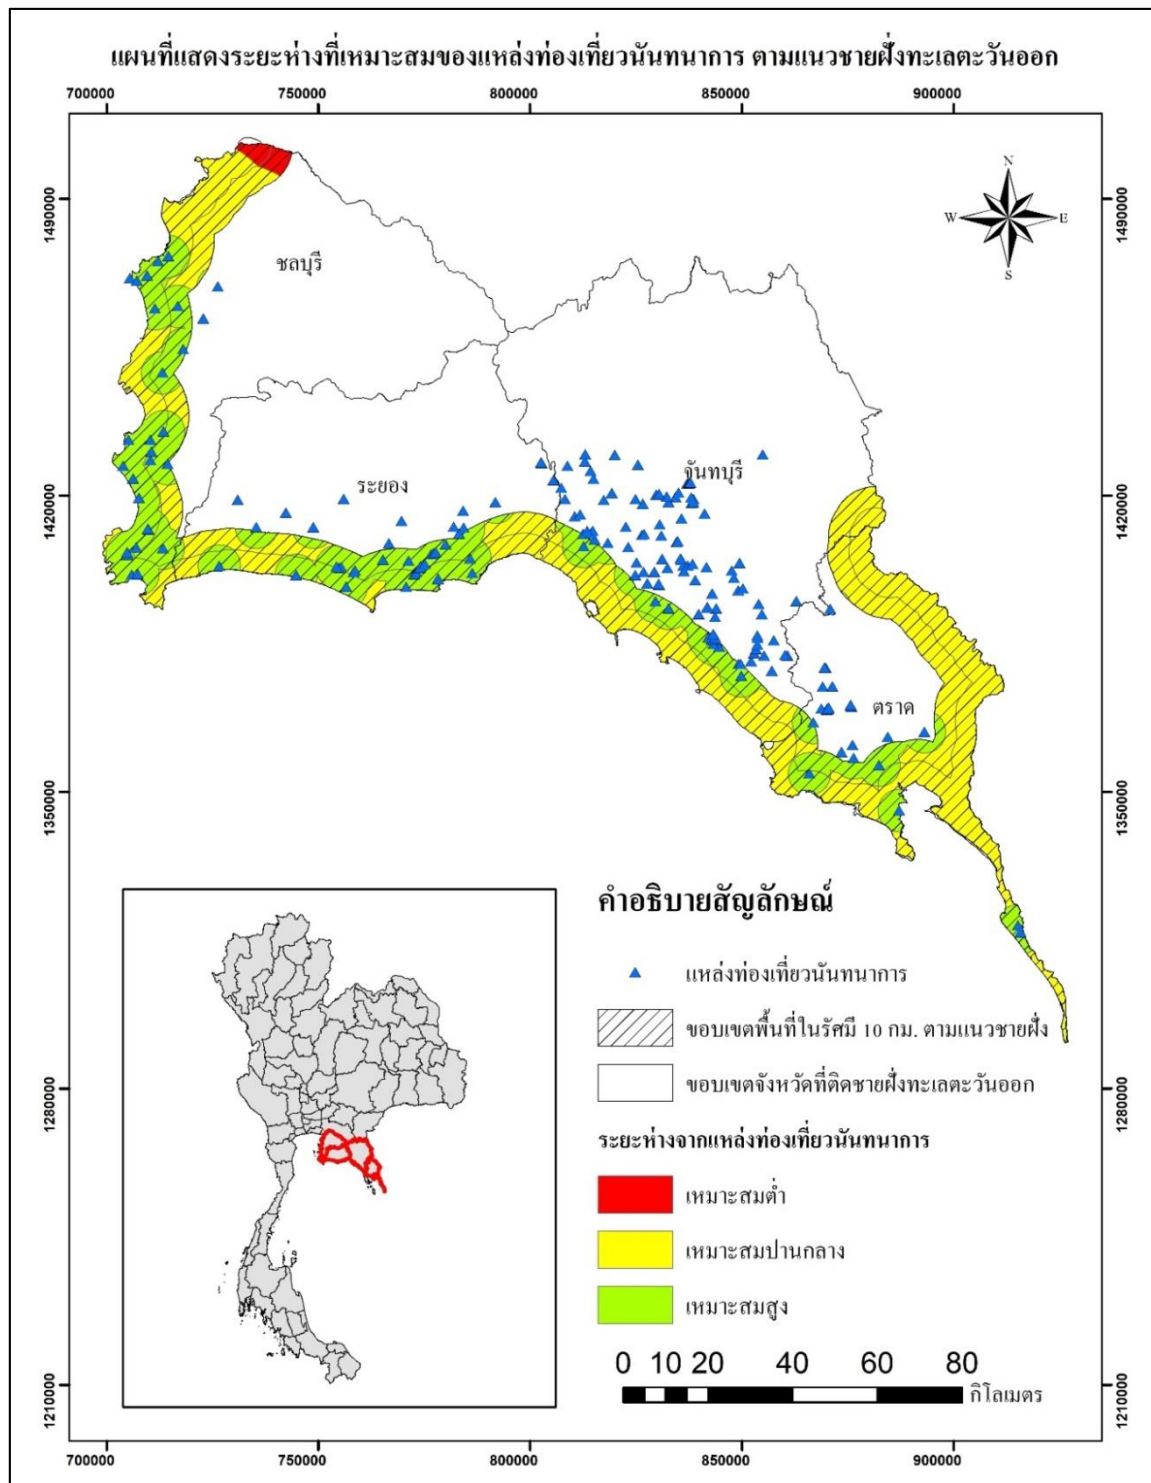 แผนที่แสดงระยะห่างที่เหมาะสมของแหล่งท่องเที่ยวนันทนาการ ตามแนวชายฝั่งทะเลตะวันออก
700000 750000 800000 850000 900000
1490000 1490000
N
W E
S
ชลบุรี
จันทบุรี
ระยอง
1420000 1420000
ตราด
1350000 1350000
คำอธิบายสัญลักษณ์
แหล่งท่องเที่ยวนันทนาการ
ขอบเขตพื้นที่ในรัศมี 10 กม. ตามแนวชายฝั่ง
ขอบเขตจังหวัดที่ติดชายฝั่งทะเลตะวันออก
1280000 1280000
ระยะห่างจากแหล่งท่องเที่ยวนันทนาการ
เหมาะสมต่ำ
เหมาะสมปานกลาง
เหมาะสมสูง
0 10 20 40 60 80
กิโลเมตร
1210000 1210000
700000 750000 800000 850000 900000